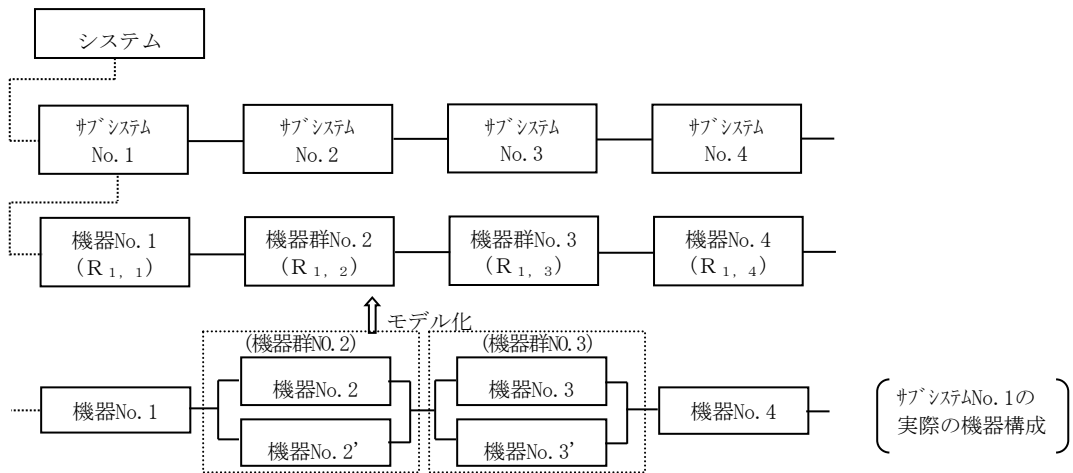 システム
ｻﾌﾞｼｽﾃﾑ
No.1
ｻﾌﾞｼｽﾃﾑ
No.2
ｻﾌﾞｼｽﾃﾑ
No.3
ｻﾌﾞｼｽﾃﾑ
No.4
機器No.1
(R1, 1)
機器群No.2
(R1, 2)
機器群No.3
(R1, 3)
機器No.4
(R1, 4)
モデル化
(機器群NO.2)
(機器群NO.3)
機器No.1
機器No.2
機器No.2'
機器No.3
機器No.3'
機器No.4
ｻﾌﾞｼｽﾃﾑNo.1の
実際の機器構成